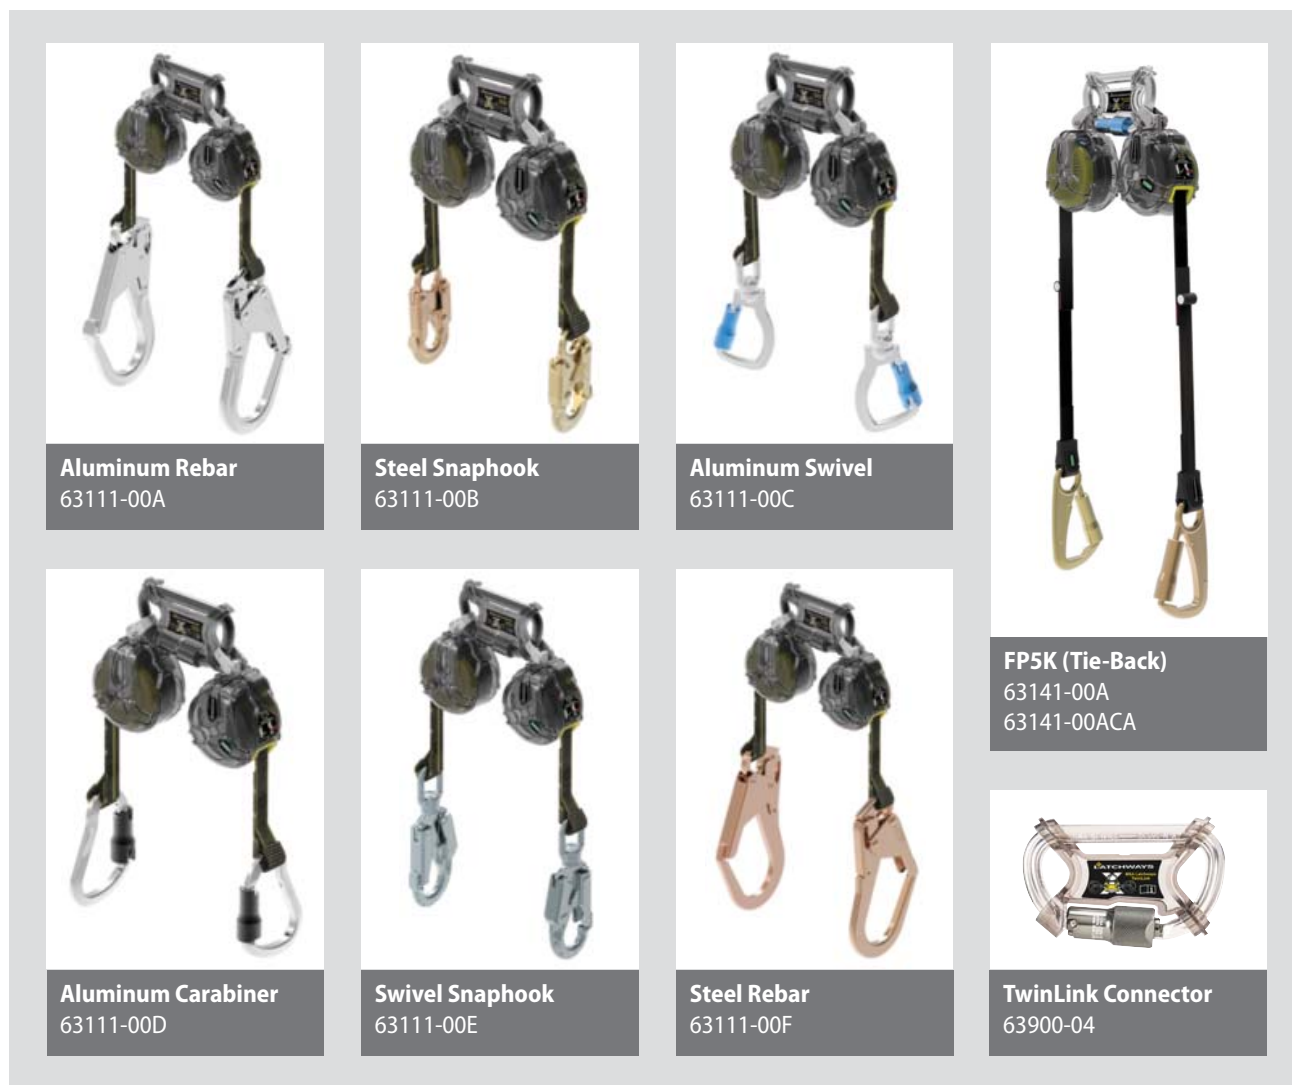 Aluminum Rebar
63111-00A
Steel Snaphook
63111-00B
Aluminum Swivel
63111-00C
FP5K (Tie-Back)
63141-00A
63141-00ACA
Aluminum Carabiner
63111-00D
Swivel Snaphook
63111-00E
Steel Rebar
63111-00F
LATCHWAYS
TwinLink Connector
63900-04